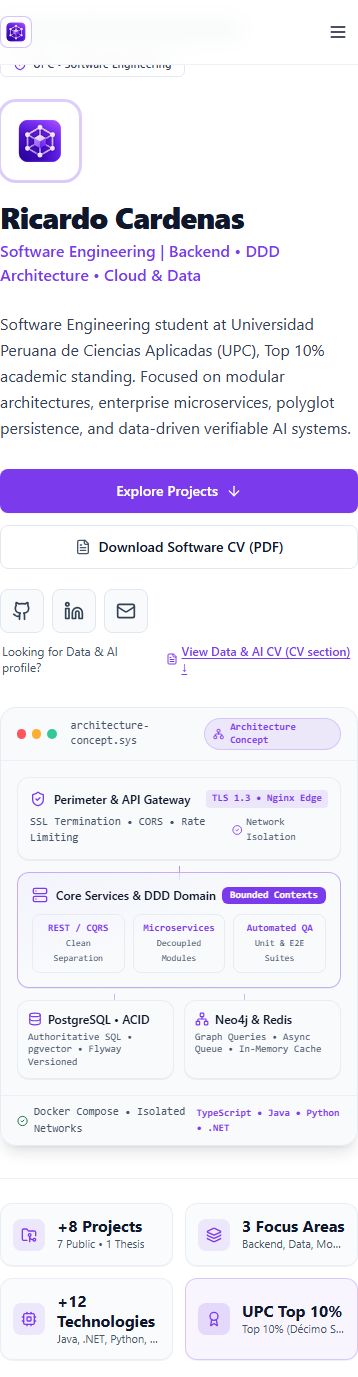 UPC • Software Engineering
Ricardo Cardenas
Software Engineering | Backend • DDD
Architecture • Cloud & Data
Software Engineering student at Universidad
Peruana de Ciencias Aplicadas (UPC), Top 10%
academic standing. Focused on modular
architectures, enterprise microservices, polyglot
persistence, and data-driven verifiable AI systems.
Explore Projects ↓
Download Software CV (PDF)
Looking for Data & AI
profile?
View Data & AI CV (CV section)
↓
architecture-
concept.sys
Architecture
Concept
Perimeter & API Gateway
TLS 1.3 • Nginx Edge
SSL Termination • CORS • Rate
Limiting
Network
Isolation
Core Services & DDD Domain
Bounded Contexts
REST / CQRS
Clean
Separation
Microservices
Decoupled
Modules
Automated QA
Unit & E2E
Suites
PostgreSQL • ACID
Authoritative SQL •
pgvector • Flyway
Versioned
Neo4j & Redis
Graph Queries • Async
Queue • In-Memory Cache
Docker Compose • Isolated
Networks
TypeScript • Java • Python
• .NET
+8 Projects
7 Public • 1 Thesis
3 Focus Areas
Backend, Data, Mo...
+12
Technologies
Java, .NET, Python, ...
UPC Top 10%
Top 10% (Décimo S...